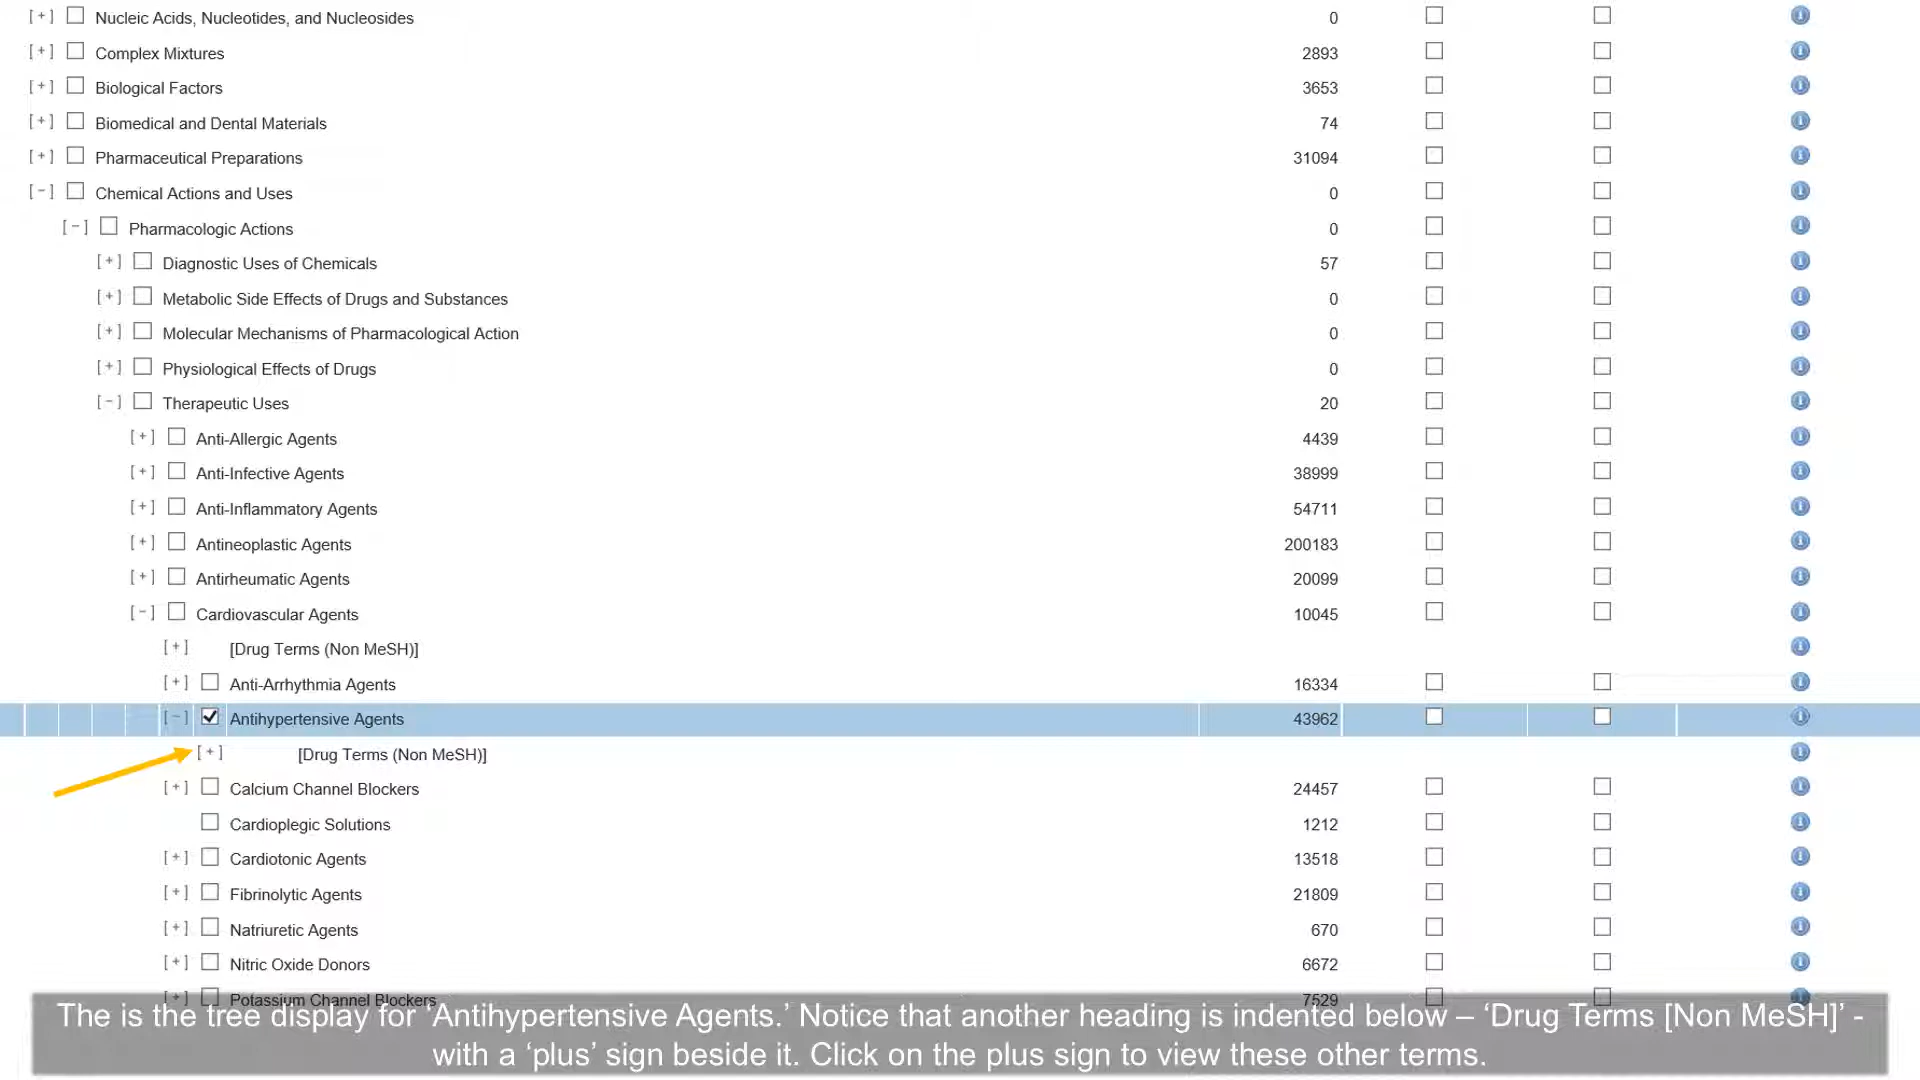 [+] Nucleic Acids, Nucleotides, and Nucleosides 0
[+] Complex Mixtures 2893
[+] Biological Factors 3653
[+] Biomedical and Dental Materials 74
[+] Pharmaceutical Preparations 31094
[-] Chemical Actions and Uses 0
[-] Pharmacologic Actions 0
[+] Diagnostic Uses of Chemicals 57
[+] Metabolic Side Effects of Drugs and Substances 0
[+] Molecular Mechanisms of Pharmacological Action 0
[+] Physiological Effects of Drugs 0
[-] Therapeutic Uses 20
[+] Anti-Allergic Agents 4439
[+] Anti-Infective Agents 38999
[+] Anti-Inflammatory Agents 54711
[+] Antineoplastic Agents 200183
[+] Antirheumatic Agents 20099
[-] Cardiovascular Agents 10045
[+] [Drug Terms (Non MeSH)]
[+] Anti-Arrhythmia Agents 16334
[-] Antihypertensive Agents 43962
[+] [Drug Terms (Non MeSH)]
[+] Calcium Channel Blockers 24457
Cardioplegic Solutions 1212
[+] Cardiotonic Agents 13518
[+] Fibrinolytic Agents 21809
[+] Natriuretic Agents 670
[+] Nitric Oxide Donors 6672
[+] Potassium Channel Blockers 7529
The is the tree display for ‘Antihypertensive Agents.’ Notice that another heading is indented below – ‘Drug Terms [Non MeSH]’ -
with a ‘plus’ sign beside it. Click on the plus sign to view these other terms.